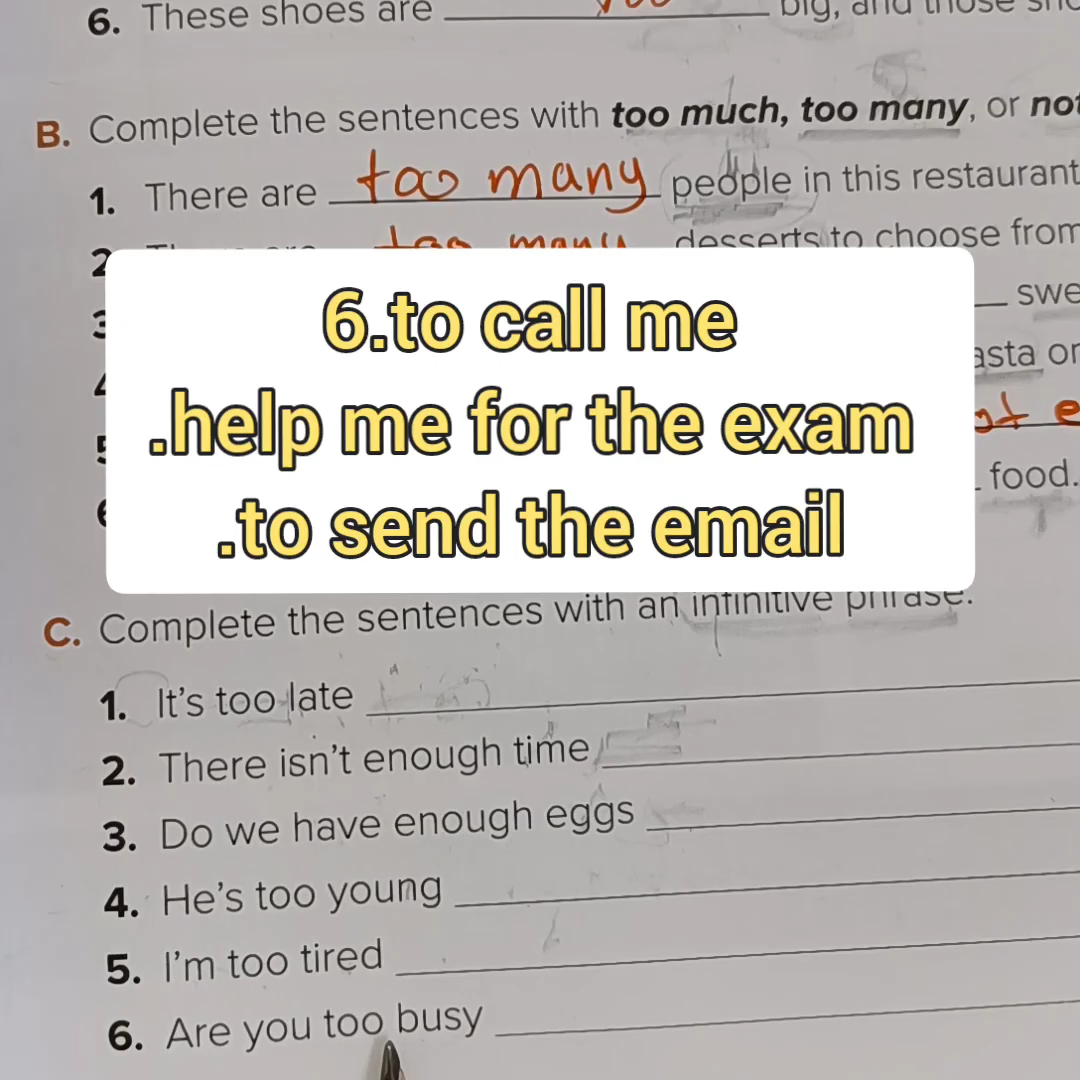 6. These shoes are big, and those
B. Complete the sentences with too much, too many, or
1. There are too many people in this restaurant
2. too many desserts to choose from
6.to call me
.help me for the exam
.to send the email
or
food.
C. Complete the sentences with an infinitive phrase.
1. It's too late
2. There isn't enough time
3. Do we have enough eggs
4. He's too young
5. I'm too tired
6. Are you too busy